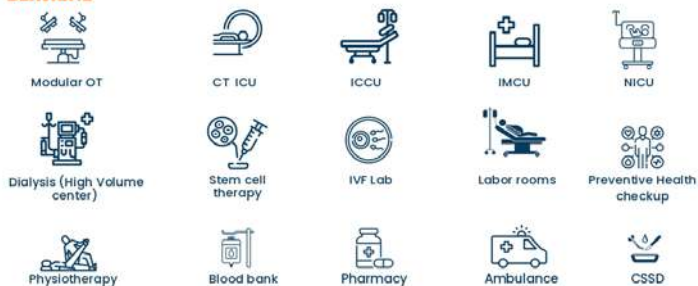 Modular OT
CT ICU
ICCU
IMCU
NICU
Dialysis (High Volume
center)
Stem cell
therapy
IVF Lab
Labor rooms
Preventive Health
checkup
Physiotherapy
Blood bank
Pharmacy
Ambulance
CSSD